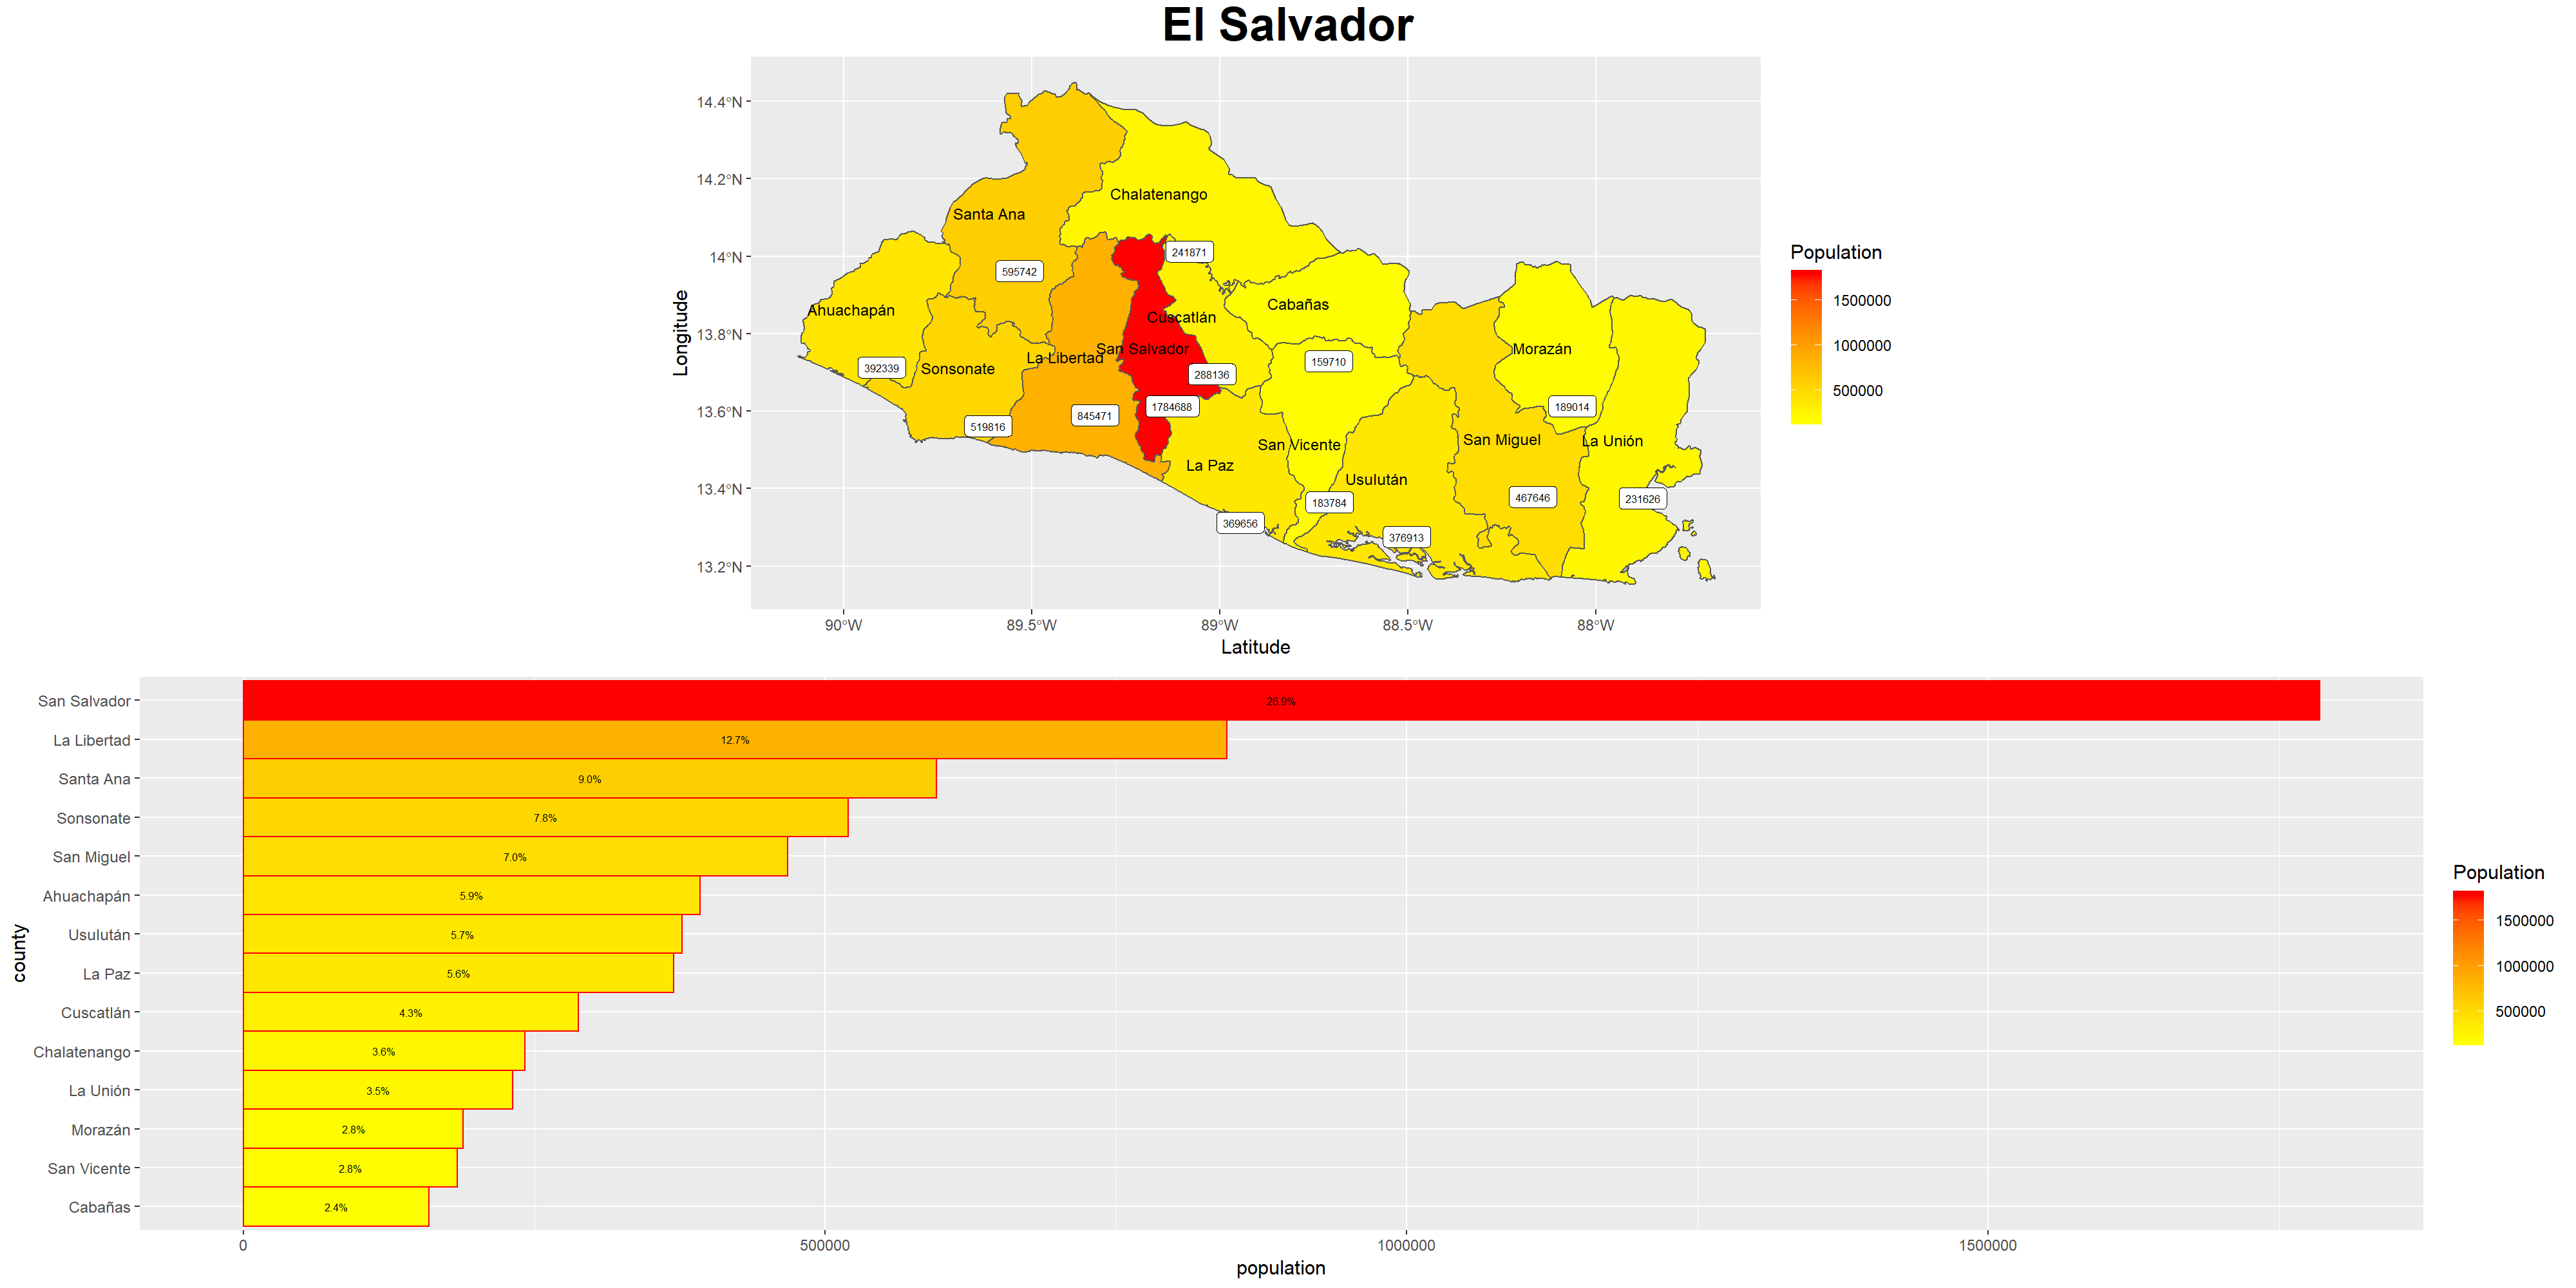 El Salvador
14.4°N
14.2°N
14°N
13.8°N
13.6°N
13.4°N
13.2°N
Longitude
90°W
89.5°W
89°W
88.5°W
88°W
Latitude
Chalatenango
Santa Ana
241871
595742
Cabañas
Ahuachapán
Cuscatlán
San Salvador
Morazán
La Libertad
159710
392339
Sonsonate
288136
1784688
189014
845471
519816
San Miguel
La Unión
San Vicente
La Paz
Usulután
467646
231626
183784
369656
376913
Population
1500000
1000000
500000
county
San Salvador
26.9%
La Libertad
12.7%
Santa Ana
9.0%
Sonsonate
7.8%
San Miguel
7.0%
Ahuachapán
5.9%
Usulután
5.7%
La Paz
5.6%
Cuscatlán
4.3%
Chalatenango
3.6%
La Unión
3.5%
Morazán
2.8%
San Vicente
2.8%
Cabañas
2.4%
0
500000
1000000
1500000
population
Population
1500000
1000000
500000